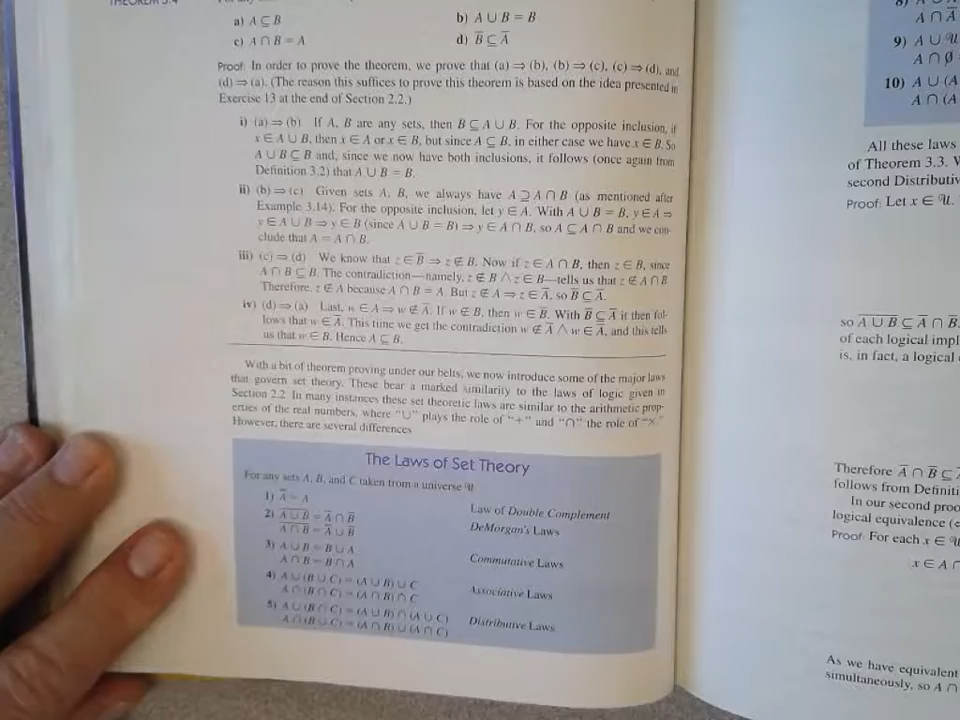 THEOREM 3.4
a) A ⊆ B
b) A ∪ B = B
c) A ∩ B = A
d) B̅ ⊆ A̅
Proof: In order to prove the theorem, we prove that (a) ⇒ (b), (b) ⇒ (c), (c) ⇒ (d), and
(d) ⇒ (a). (The reason this suffices to prove this theorem is based on the idea presented in
Exercise 13 at the end of Section 2.2.)
i) (a) ⇒ (b) If A, B are any sets, then B ⊆ A ∪ B. For the opposite inclusion, if
x ∈ A ∪ B, then x ∈ A or x ∈ B, but since A ⊆ B, in either case we have x ∈ B. So
A ∪ B ⊆ B and, since we now have both inclusions, it follows (once again from
Definition 3.2) that A ∪ B = B.
ii) (b) ⇒ (c) Given sets A, B, we always have A ⊇ A ∩ B (as mentioned after
Example 3.14). For the opposite inclusion, let y ∈ A. With A ∪ B = B, y ∈ A ⇒
y ∈ A ∪ B ⇒ y ∈ B (since A ∪ B = B) ⇒ y ∈ A ∩ B, so A ⊆ A ∩ B and we con-
clude that A = A ∩ B.
iii) (c) ⇒ (d) We know that z ∈ B̅ ⇒ z ∉ B. Now if z ∈ A ∩ B, then z ∈ B, since
A ∩ B ⊆ B. The contradiction—namely, z ∉ B ∧ z ∈ B—tells us that z ∉ A ∩ B.
Therefore, z ∉ A because A ∩ B = A. But z ∉ A ⇒ z ∈ A̅, so B̅ ⊆ A̅.
iv) (d) ⇒ (a) Last, w ∈ A ⇒ w ∉ A̅. If w ∉ B, then w ∈ B̅. With B̅ ⊆ A̅ it then fol-
lows that w ∈ A̅. This time we get the contradiction w ∉ A̅ ∧ w ∈ A̅, and this tells
us that w ∈ B. Hence A ⊆ B.
With a bit of theorem proving under our belts, we now introduce some of the major laws
that govern set theory. These bear a marked similarity to the laws of logic given in
Section 2.2. In many instances these set theoretic laws are similar to the arithmetic prop-
erties of the real numbers, where "∪" plays the role of "+" and "∩" the role of "×."
However, there are several differences
The Laws of Set Theory
For any sets A, B, and C taken from a universe 𝒰
1) A̿ = A Law of Double Complement
2) A̅ ̅∪̅ ̅B̅ = A̅ ∩ B̅ DeMorgan's Laws
A̅ ̅∩̅ ̅B̅ = A̅ ∪ B̅
3) A ∪ B = B ∪ A Commutative Laws
A ∩ B = B ∩ A
4) A ∪ (B ∪ C) = (A ∪ B) ∪ C Associative Laws
A ∩ (B ∩ C) = (A ∩ B) ∩ C
5) A ∪ (B ∩ C) = (A ∪ B) ∩ (A ∪ C) Distributive Laws
A ∩ (B ∪ C) = (A ∩ B) ∪ (A ∩ C)
A ∩ A̅
9) A ∪ 𝒰
A ∩ ∅
10) A ∪ (A
A ∩ (A
All these laws
of Theorem 3.3. W
second Distributiv
Proof: Let x ∈ 𝒰.
so A̅ ̅∪̅ ̅B̅ ⊆ A̅ ∩ B̅.
of each logical impl
is, in fact, a logical
Therefore A̅ ∩ B̅ ⊆
follows from Definiti
In our second proo
logical equivalence (
Proof: For each x ∈ 𝒰
x ∈ A ∩
As we have equivalent
simultaneously, so A ∩